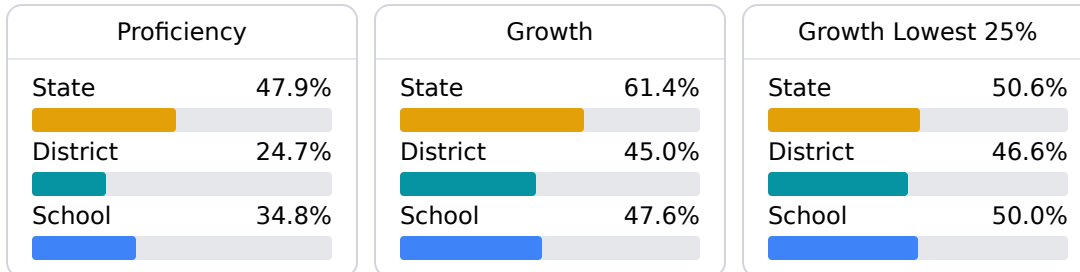 Proficiency
State 47.9%
District 24.7%
School 34.8%
Growth
State 61.4%
District 45.0%
School 47.6%
Growth Lowest 25%
State 50.6%
District 46.6%
School 50.0%